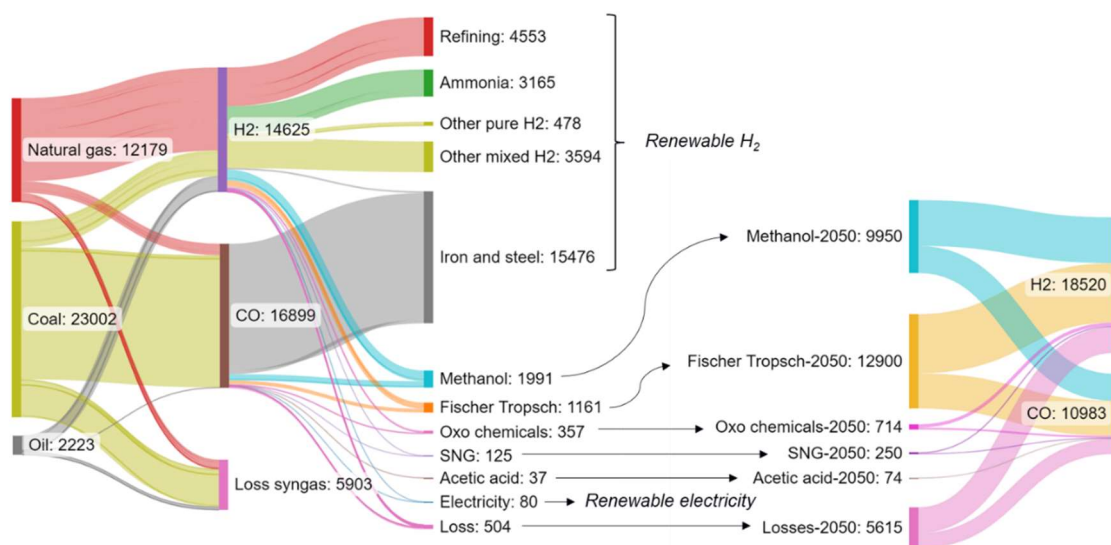 Natural gas: 12179
Coal: 23002
Oil: 2223
H2: 14625
CO: 16899
Loss syngas: 5903
Refining: 4553
Ammonia: 3165
Other pure H2: 478
Other mixed H2: 3594
Iron and steel: 15476
Methanol: 1991
Fischer Tropsch: 1161
Oxo chemicals: 357
SNG: 125
Acetic acid: 37
Electricity: 80
Loss: 504
Renewable H₂
Renewable electricity
Methanol-2050: 9950
Fischer Tropsch-2050: 12900
Oxo chemicals-2050: 714
SNG-2050: 250
Acetic acid-2050: 74
Losses-2050: 5615
H2: 18520
CO: 10983